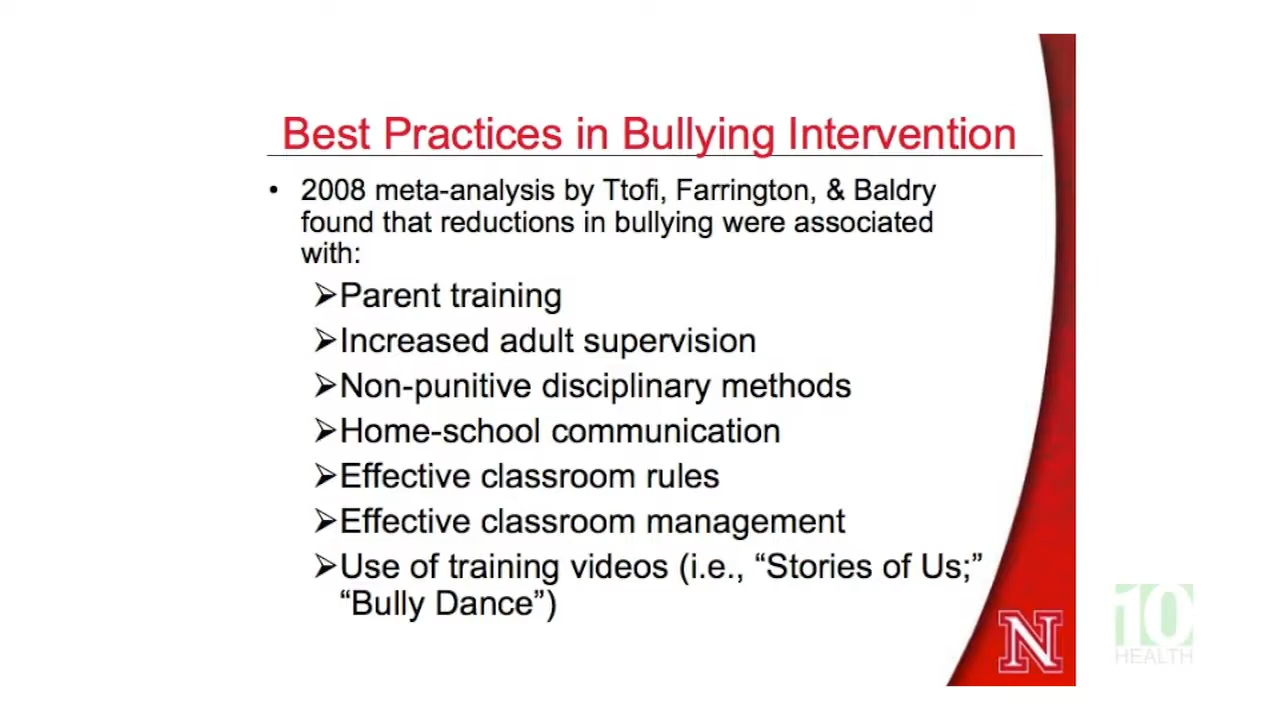 Best Practices in Bullying Intervention
• 2008 meta-analysis by Ttofi, Farrington, & Baldry
found that reductions in bullying were associated
with:
➢Parent training
➢Increased adult supervision
➢Non-punitive disciplinary methods
➢Home-school communication
➢Effective classroom rules
➢Effective classroom management
➢Use of training videos (i.e., “Stories of Us;”
“Bully Dance”)
N
10
HEALTH